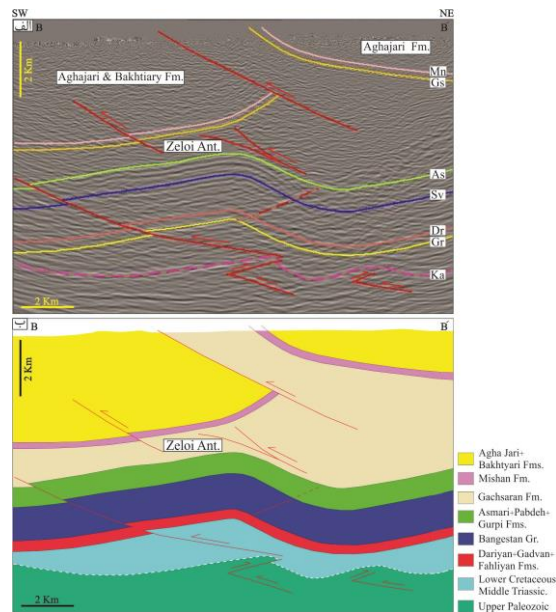 SW
NE
الف
B
B'
2 Km
Aghajari Fm.
Aghajari & Bakhtiary Fm.
Mn
Gs
Zeloi Ant.
As
Sv
Dr
Gr
Ka
2 Km
ب
B
B'
2 Km
Zeloi Ant.
2 Km
Agha Jari+
Bakhtyari Fms.
Mishan Fm.
Gachsaran Fm.
Asmari+Pabdeh+
Gurpi Fms.
Bangestan Gr.
Dariyan+Gadvan+
Fahliyan Fms.
Lower Cretaceous
Middle Triassic.
Upper Paleozoic